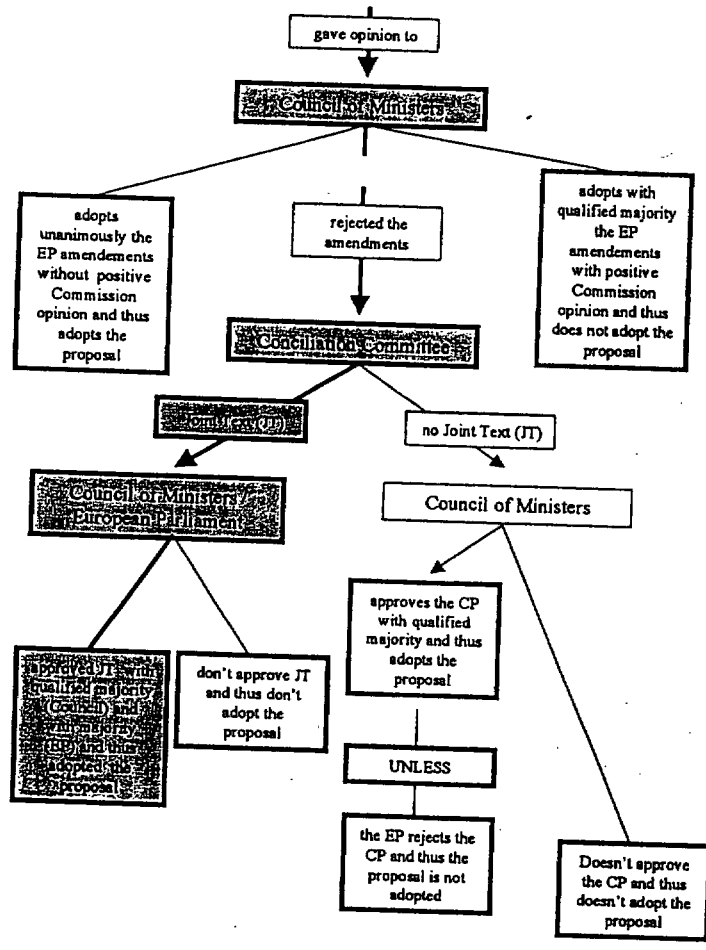 gave opinion to
Council of Ministers
adopts
unanimously the
EP amendements
without positive
Commission
opinion and thus
adopts the
proposal
rejected the
amendments
adopts with
qualified majority
the EP
amendements
with positive
Commission
opinion and thus
does not adopt the
proposal
Conciliation Committee
Joint Text (JT)
no Joint Text (JT)
Council of Ministers/
European Parliament
Council of Ministers
approved JT with
qualified majority
(Council) and
with majority
(EP) and thus
adopted the
proposal
don't approve JT
and thus don't
adopt the
proposal
approves the CP
with qualified
majority and thus
adopts the
proposal
UNLESS
the EP rejects the
CP and thus the
proposal is not
adopted
Doesn't approve
the CP and thus
doesn't adopt the
proposal